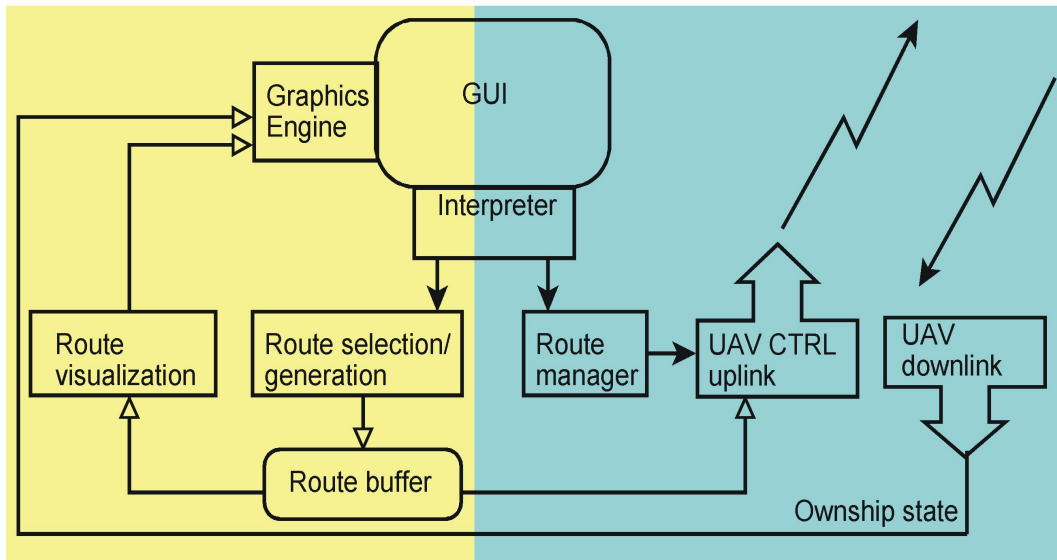 Graphics
Engine
GUI
Interpreter
Route
visualization
Route selection/
generation
Route
manager
UAV CTRL
uplink
UAV
downlink
Route buffer
Ownship state